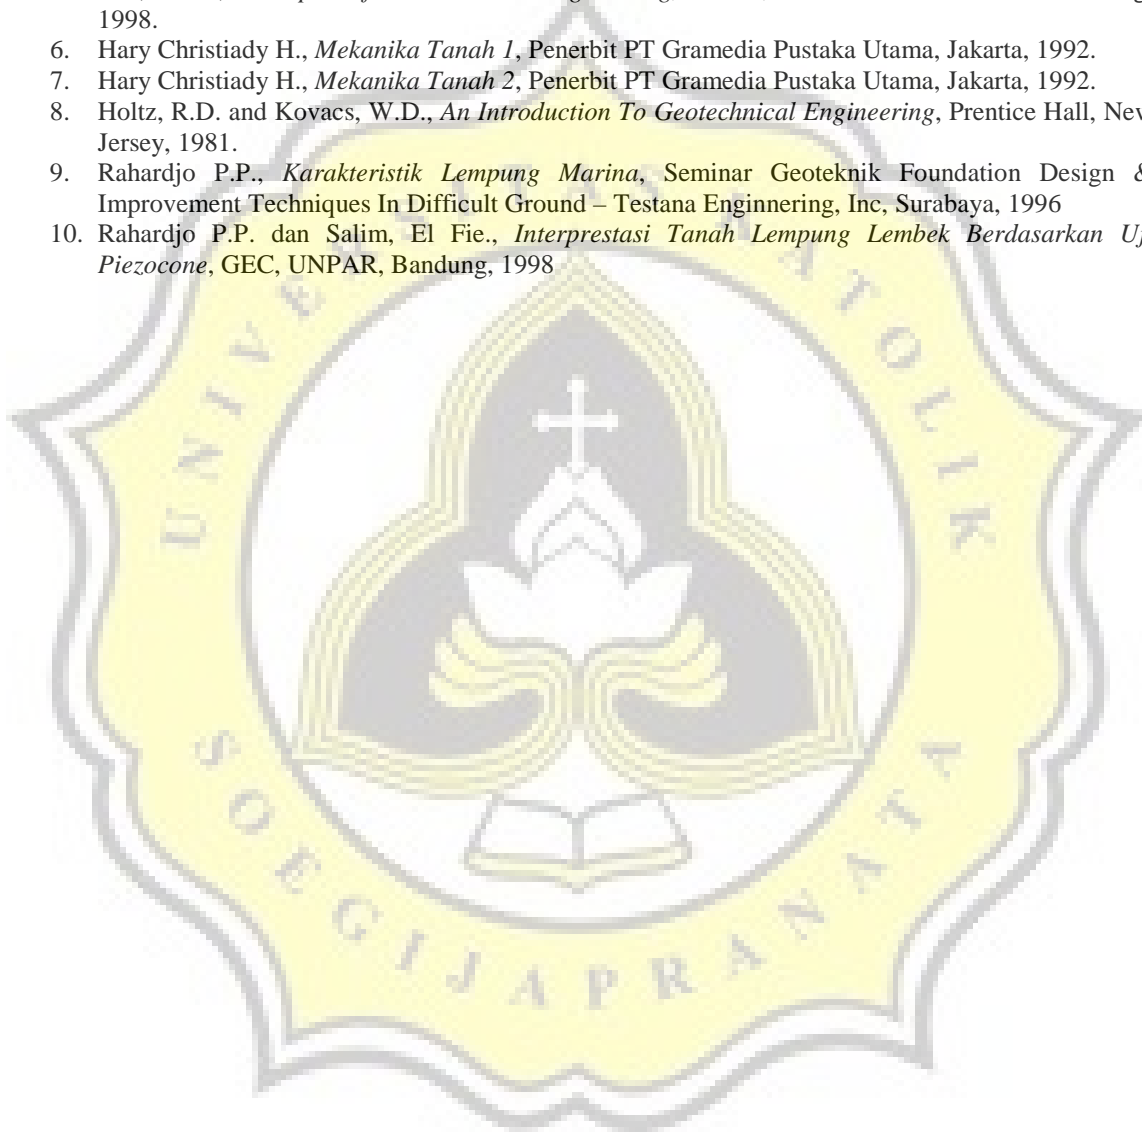 1998.
6. Hary Christiady H., Mekanika Tanah 1, Penerbit PT Gramedia Pustaka Utama, Jakarta, 1992.
7. Hary Christiady H., Mekanika Tanah 2, Penerbit PT Gramedia Pustaka Utama, Jakarta, 1992.
8. Holtz, R.D. and Kovacs, W.D., An Introduction To Geotechnical Engineering, Prentice Hall,
Jersey, 1981.
9. Rahardjo P.P., Karakteristik Lempung Marina, Seminar Geoteknik Foundation Design &
Improvement Techniques In Difficult Ground – Testana Enginnering, Inc, Surabaya, 1996
10. Rahardjo P.P. dan Salim, El Fie., Interprestasi Tanah Lempung Lembek Berdasarkan
Piezocone, GEC, UNPAR, Bandung, 1998
UNIVERSITAS KATOLIK
SOEGIJAPRANATA